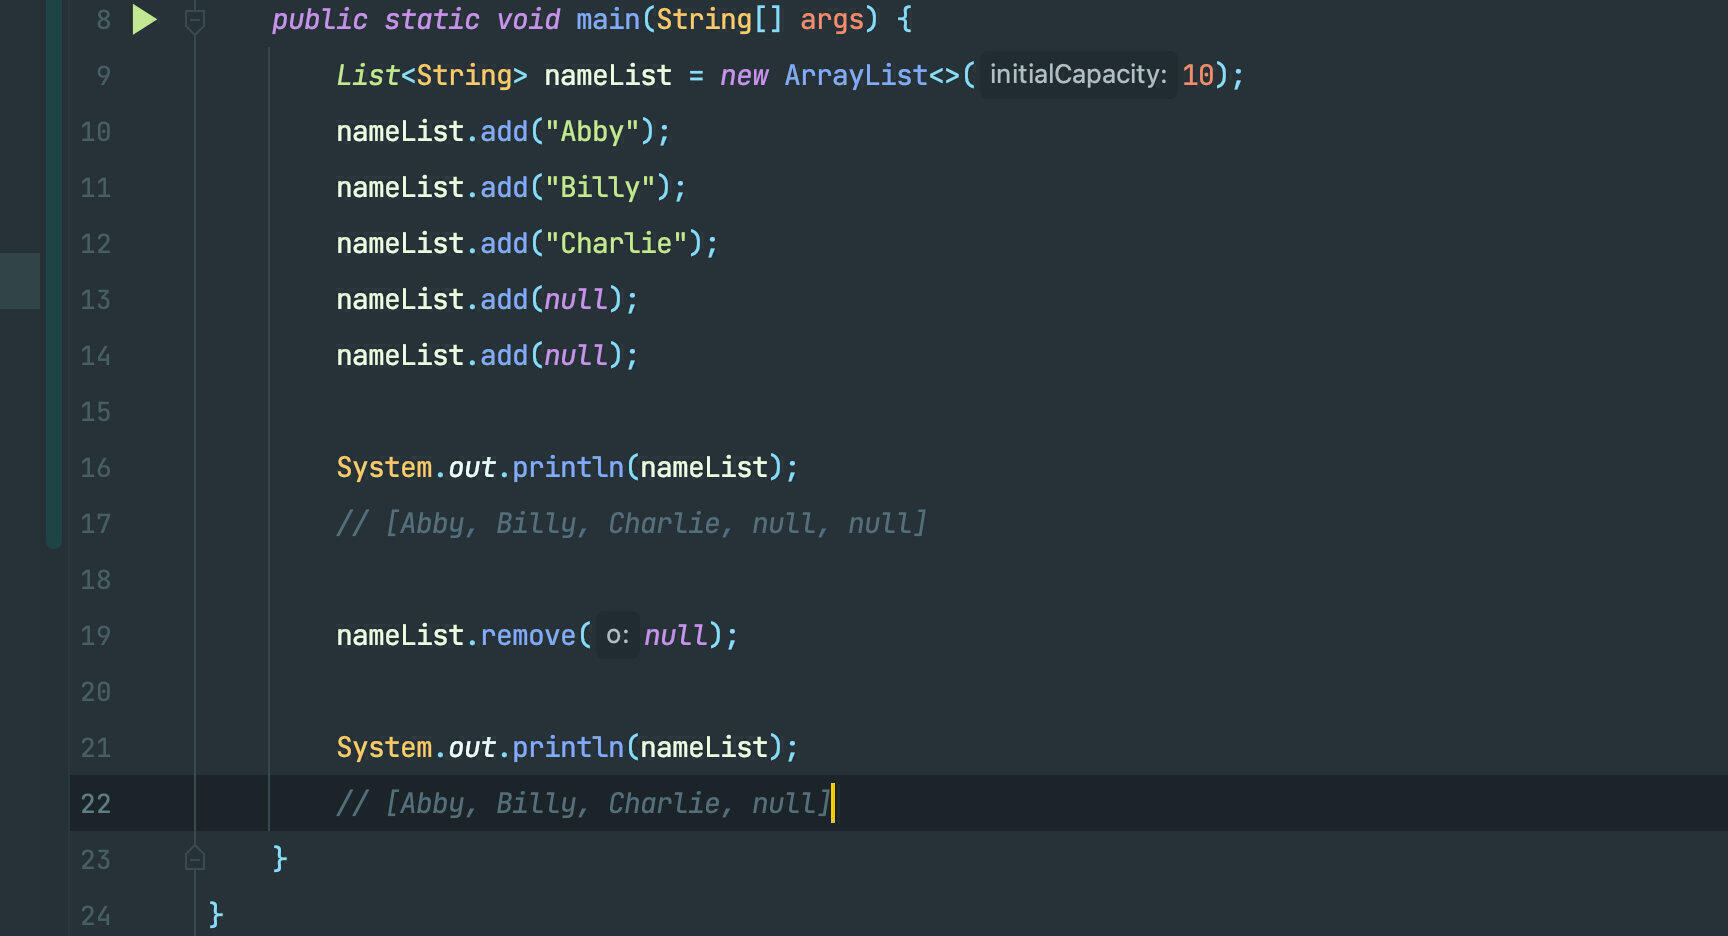 8 public static void main(String[] args) {
9 List<String> nameList = new ArrayList<>( initialCapacity: 10);
10 nameList.add("Abby");
11 nameList.add("Billy");
12 nameList.add("Charlie");
13 nameList.add(null);
14 nameList.add(null);
15
16 System.out.println(nameList);
17 // [Abby, Billy, Charlie, null, null]
18
19 nameList.remove( o: null);
20
21 System.out.println(nameList);
22 // [Abby, Billy, Charlie, null]
23 }
24 }